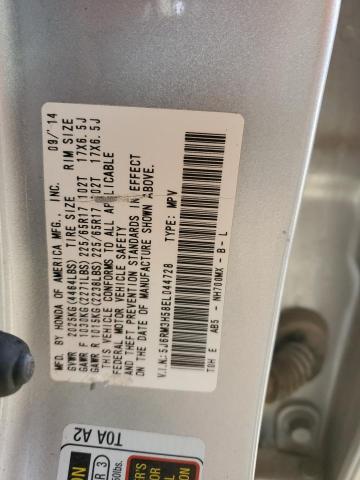 MFD. BY HONDA OF AMERICA MFG., INC. 09/'14
GVWR 2025KG(4464LBS) TIRE SIZE RIM SIZE
GAWR F 1010KG(2227LBS) 225/65R17 102T 17X6.5J
GAWR R 1015KG(2238LBS) 225/65R17 102T 17X6.5J
THIS VEHICLE CONFORMS TO ALL APPLICABLE
FEDERAL MOTOR VEHICLE SAFETY
AND THEFT PREVENTION STANDARDS IN EFFECT
ON THE DATE OF MANUFACTURE SHOWN ABOVE.
V.I.N.: 5J6RM3H58EL044728 TYPE: MPV
T0H E AB5 - NH700MX - B - L
T0A A2